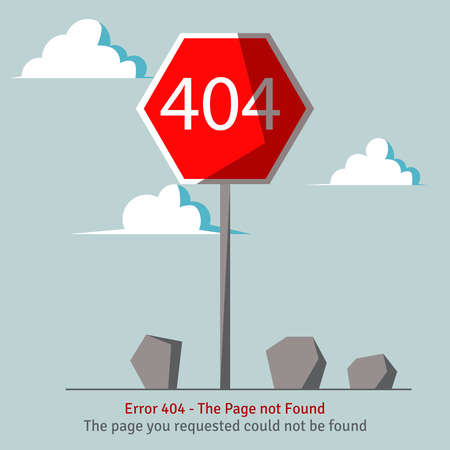 404
Error 404 - The Page not Found
The page you requested could not be found